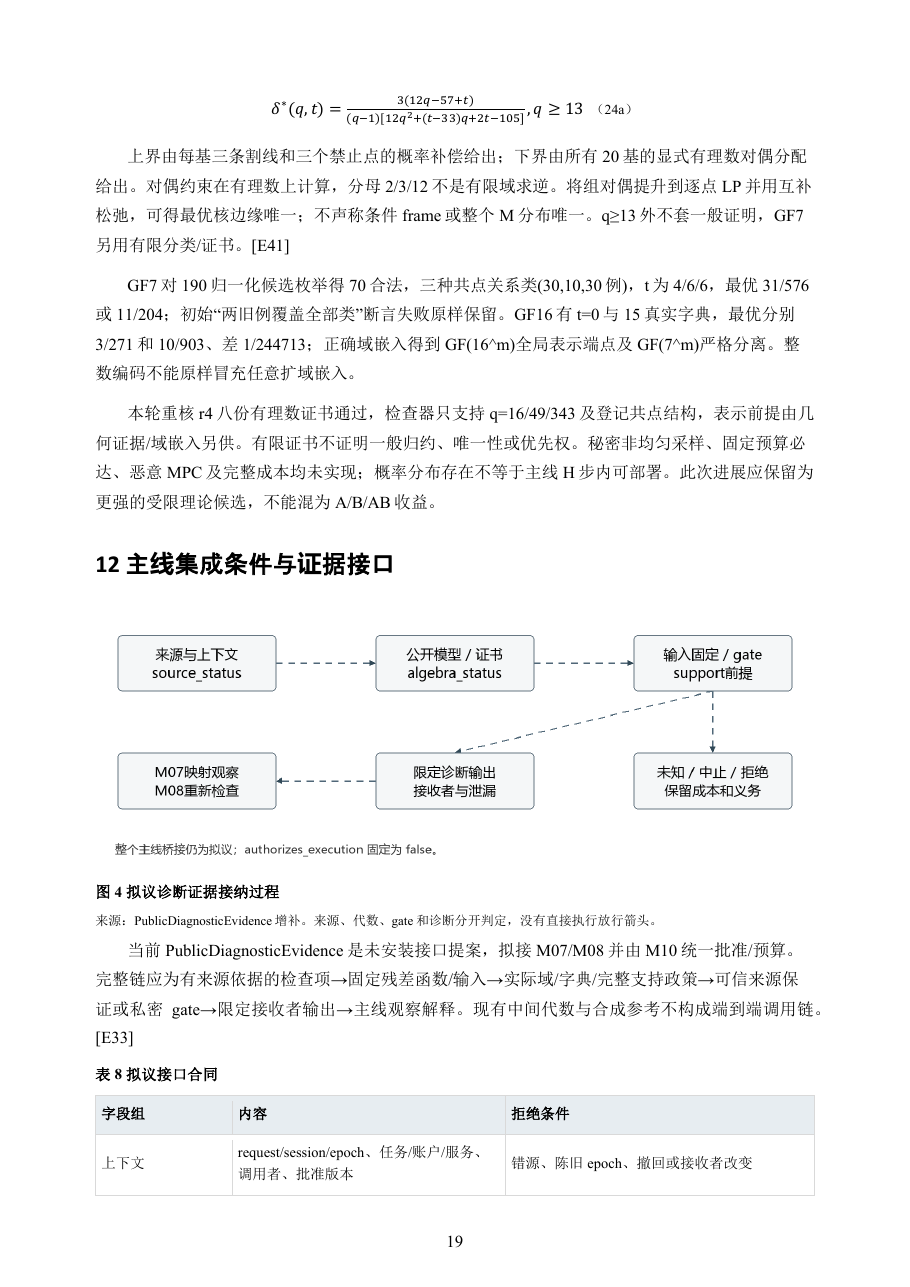 δ*(q, t) = 3(12q−57+t) / (q−1)[12q²+(t−33)q+2t−105] , q ≥ 13 （24a）
上界由每基三条割线和三个禁止点的概率补偿给出；下界由所有 20 基的显式有理数对偶分配
给出。对偶约束在有理数上计算，分母 2/3/12 不是有限域求逆。将组对偶提升到逐点 LP 并用互补
松弛，可得最优核边缘唯一；不声称条件 frame 或整个 M 分布唯一。q≥13 外不套一般证明，GF7
另用有限分类/证书。[E41]
GF7 对 190 归一化候选枚举得 70 合法，三种共点关系类(30,10,30 例)，t 为 4/6/6，最优 31/576
或 11/204；初始“两旧例覆盖全部类”断言失败原样保留。GF16 有 t=0 与 15 真实字典，最优分别
3/271 和 10/903、差 1/244713；正确域嵌入得到 GF(16^m)全局表示端点及 GF(7^m)严格分离。整
数编码不能原样冒充任意扩域嵌入。
本轮重核 r4 八份有理数证书通过，检查器只支持 q=16/49/343 及登记共点结构，表示前提由几
何证据/域嵌入另供。有限证书不证明一般归约、唯一性或优先权。秘密非均匀采样、固定预算必
达、恶意 MPC 及完整成本均未实现；概率分布存在不等于主线 H 步内可部署。此次进展应保留为
更强的受限理论候选，不能混为 A/B/AB 收益。
12 主线集成条件与证据接口
来源与上下文
source_status
公开模型 / 证书
algebra_status
输入固定 / gate
support前提
M07映射观察
M08重新检查
限定诊断输出
接收者与泄漏
未知 / 中止 / 拒绝
保留成本和义务
整个主线桥接仍为拟议；authorizes_execution 固定为 false。
图 4 拟议诊断证据接纳过程
来源：PublicDiagnosticEvidence 增补。来源、代数、gate 和诊断分开判定，没有直接执行放行箭头。
当前 PublicDiagnosticEvidence 是未安装接口提案，拟接 M07/M08 并由 M10 统一批准/预算。
完整链应为有来源依据的检查项→固定残差函数/输入→实际域/字典/完整支持政策→可信来源保
证或私密 gate→限定接收者输出→主线观察解释。现有中间代数与合成参考不构成端到端调用链。
[E33]
表 8 拟议接口合同
字段组 内容 拒绝条件
上下文 request/session/epoch、任务/账户/服务、 错源、陈旧 epoch、撤回或接收者改变
调用者、批准版本
19